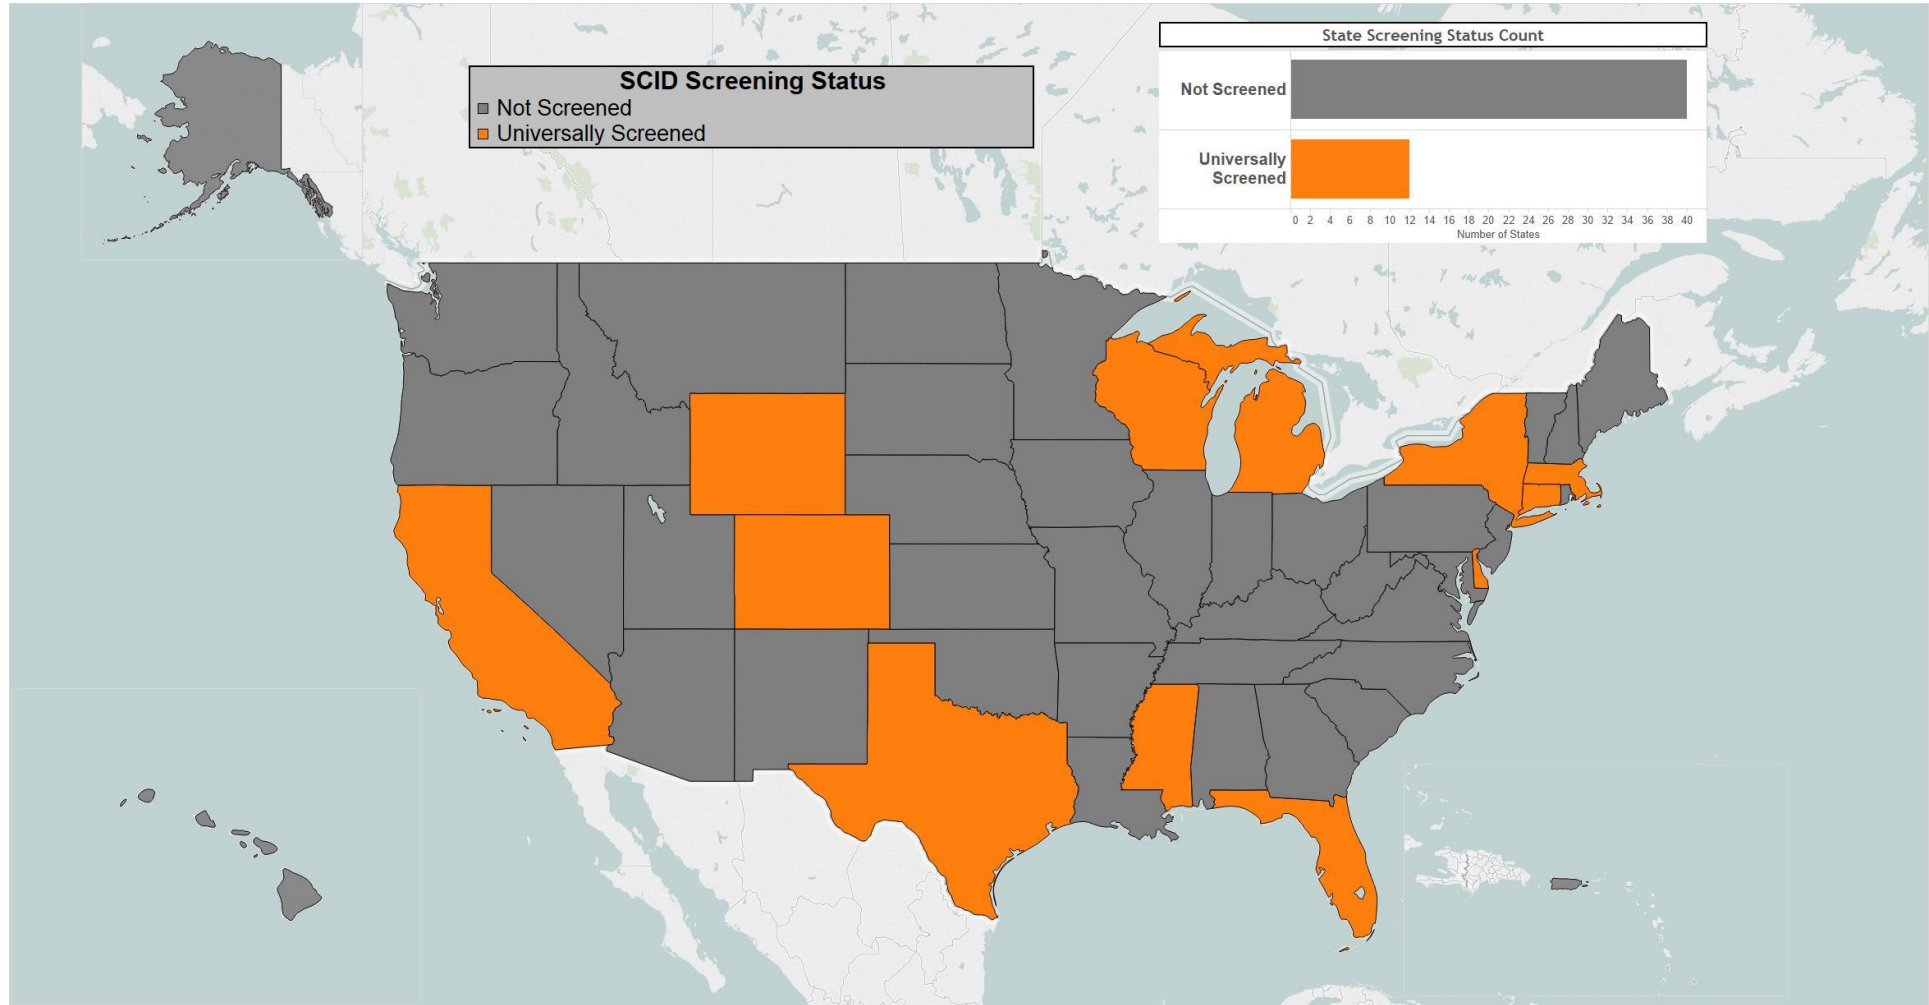 SCID Screening Status
Not Screened
Universally Screened
State Screening Status Count
Not Screened
Universally
Screened
0 2 4 6 8 10 12 14 16 18 20 22 24 26 28 30 32 34 36 38 40
Number of States